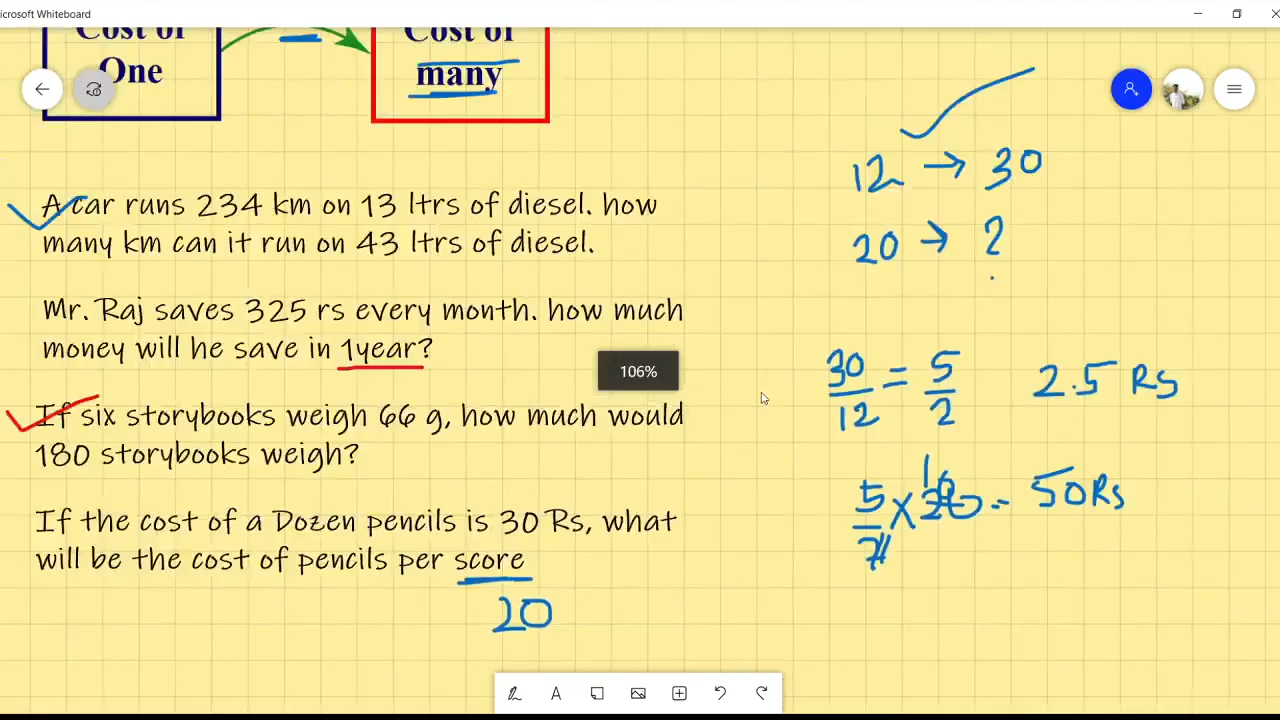 Microsoft Whiteboard
Cost of
One
Cost of
many
12 → 30
20 → ?
A car runs 234 km on 13 ltrs of diesel. how
many km can it run on 43 ltrs of diesel.
Mr. Raj saves 325 rs every month. how much
money will he save in 1year?
106%
30/12 = 5/2 2.5 Rs
If six storybooks weigh 66 g, how much would
180 storybooks weigh?
5/2 × 20 = 50 Rs
10
If the cost of a Dozen pencils is 30 Rs, what
will be the cost of pencils per score
20
A